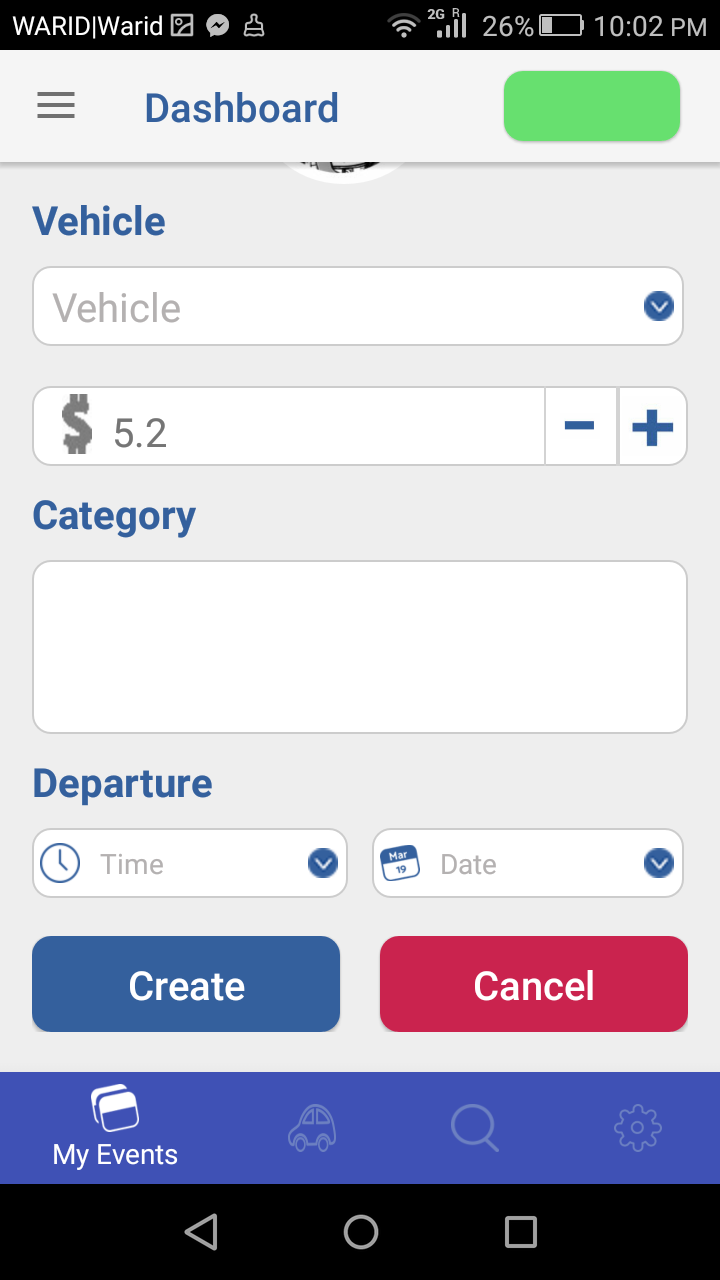 WARID|Warid 2G R 26% 10:02 PM
Dashboard
Vehicle
Vehicle
$ 5.2 - +
Category
Departure
Time Mar 19 Date
Create Cancel
My Events